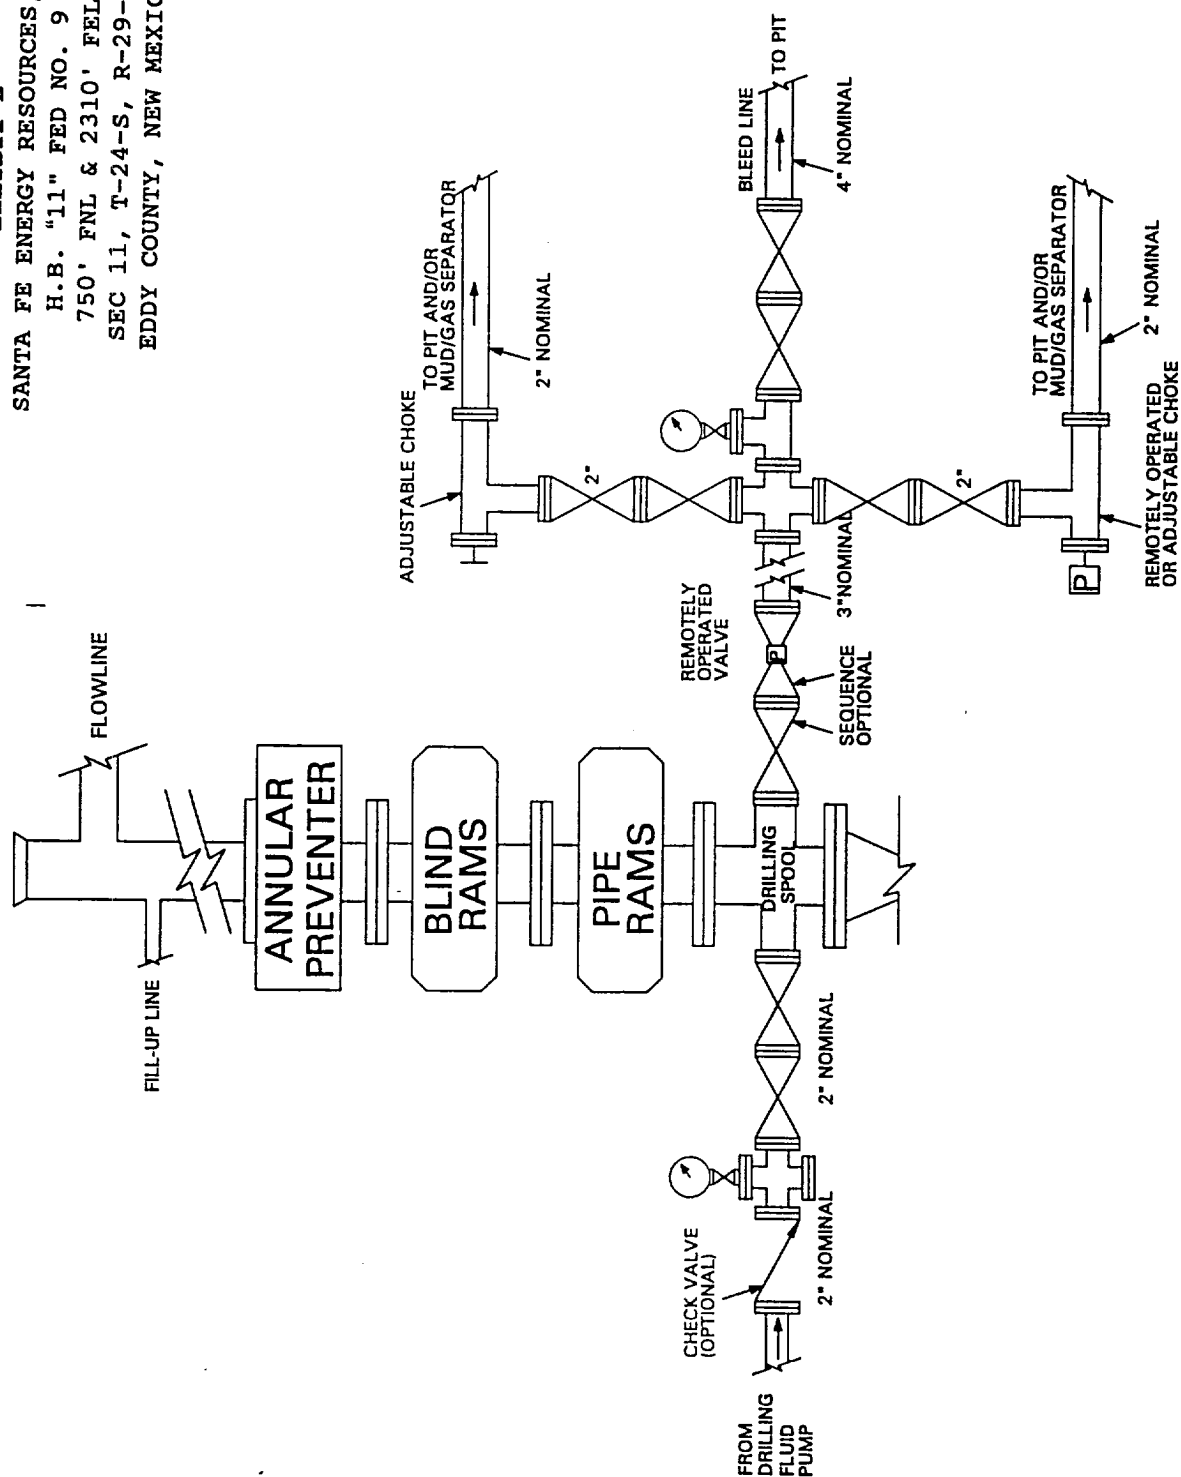 SANTA FE ENERGY RESOURCES,
H.B. "11" FED NO. 9
750' FNL & 2310' FEL
SEC 11, T-24-S, R-29-
EDDY COUNTY, NEW MEXIC
FLOWLINE
FILL-UP LINE
ANNULAR
PREVENTER
BLIND
RAMS
PIPE
RAMS
DRILLING
SPOOL
ADJUSTABLE CHOKE
TO PIT AND/OR
MUD/GAS SEPARATOR
2" NOMINAL
2"
BLEED LINE
TO PIT
4" NOMINAL
REMOTELY
OPERATED
VALVE
P
3"NOMINAL
SEQUENCE
OPTIONAL
2"
TO PIT AND/OR
MUD/GAS SEPARATOR
2" NOMINAL
P
REMOTELY OPERATED
OR ADJUSTABLE CHOKE
2" NOMINAL
CHECK VALVE
(OPTIONAL)
2" NOMINAL
FROM
DRILLING
FLUID
PUMP